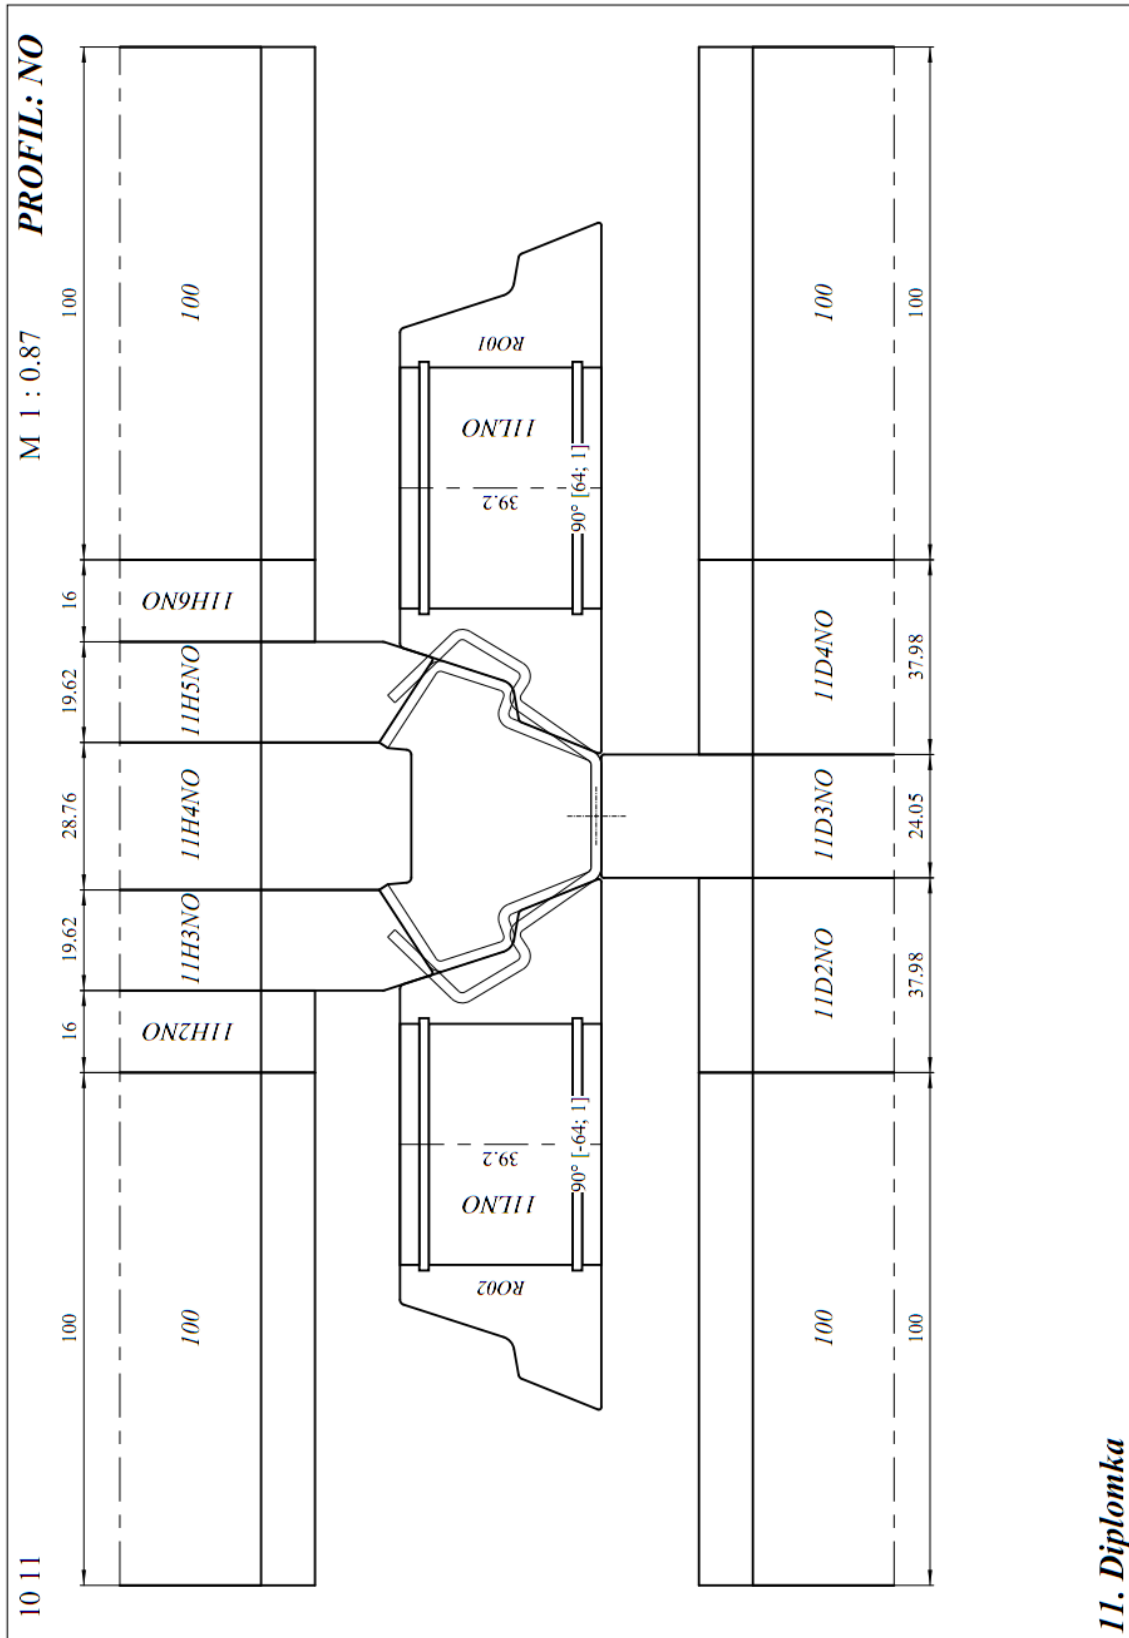 10 11
M 1 : 0.87
PROFIL: NO
100
16
19.62
28.76
19.62
16
100
100
11H2NO
11H3NO
11H4NO
11H5NO
11H6NO
100
RO02
11LNO
39.2
90° [-64; 1]
39.2
11LNO
RO01
90° [64; 1]
100
11D2NO
11D3NO
11D4NO
100
100
37.98
24.05
37.98
100
11. Diplomka